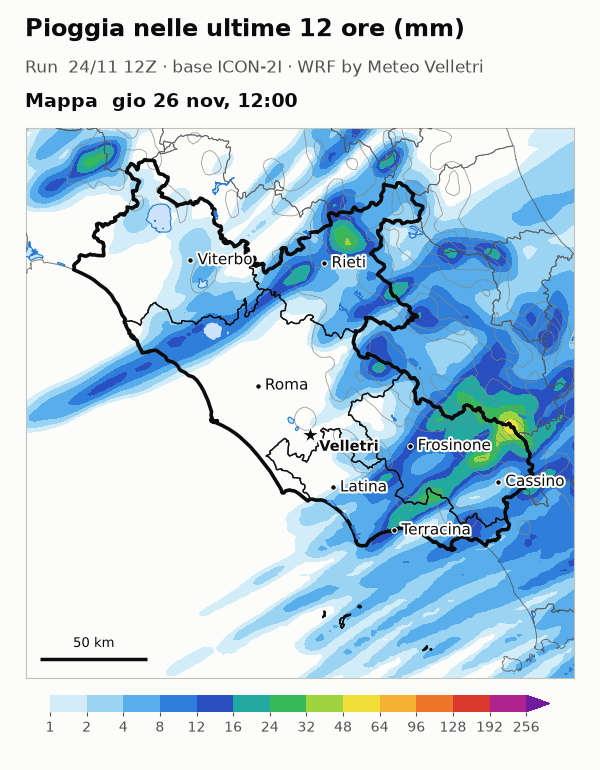 Pioggia nelle ultime 12 ore (mm)
Run  24/11 12Z · base ICON-2I · WRF by Meteo Velletri
Mappa  gio 26 nov, 12:00
Viterbo
Rieti
Roma
Velletri
Frosinone
Latina
Cassino
Terracina
50 km
1 2 4 8 12 16 24 32 48 64 96 128 192 256